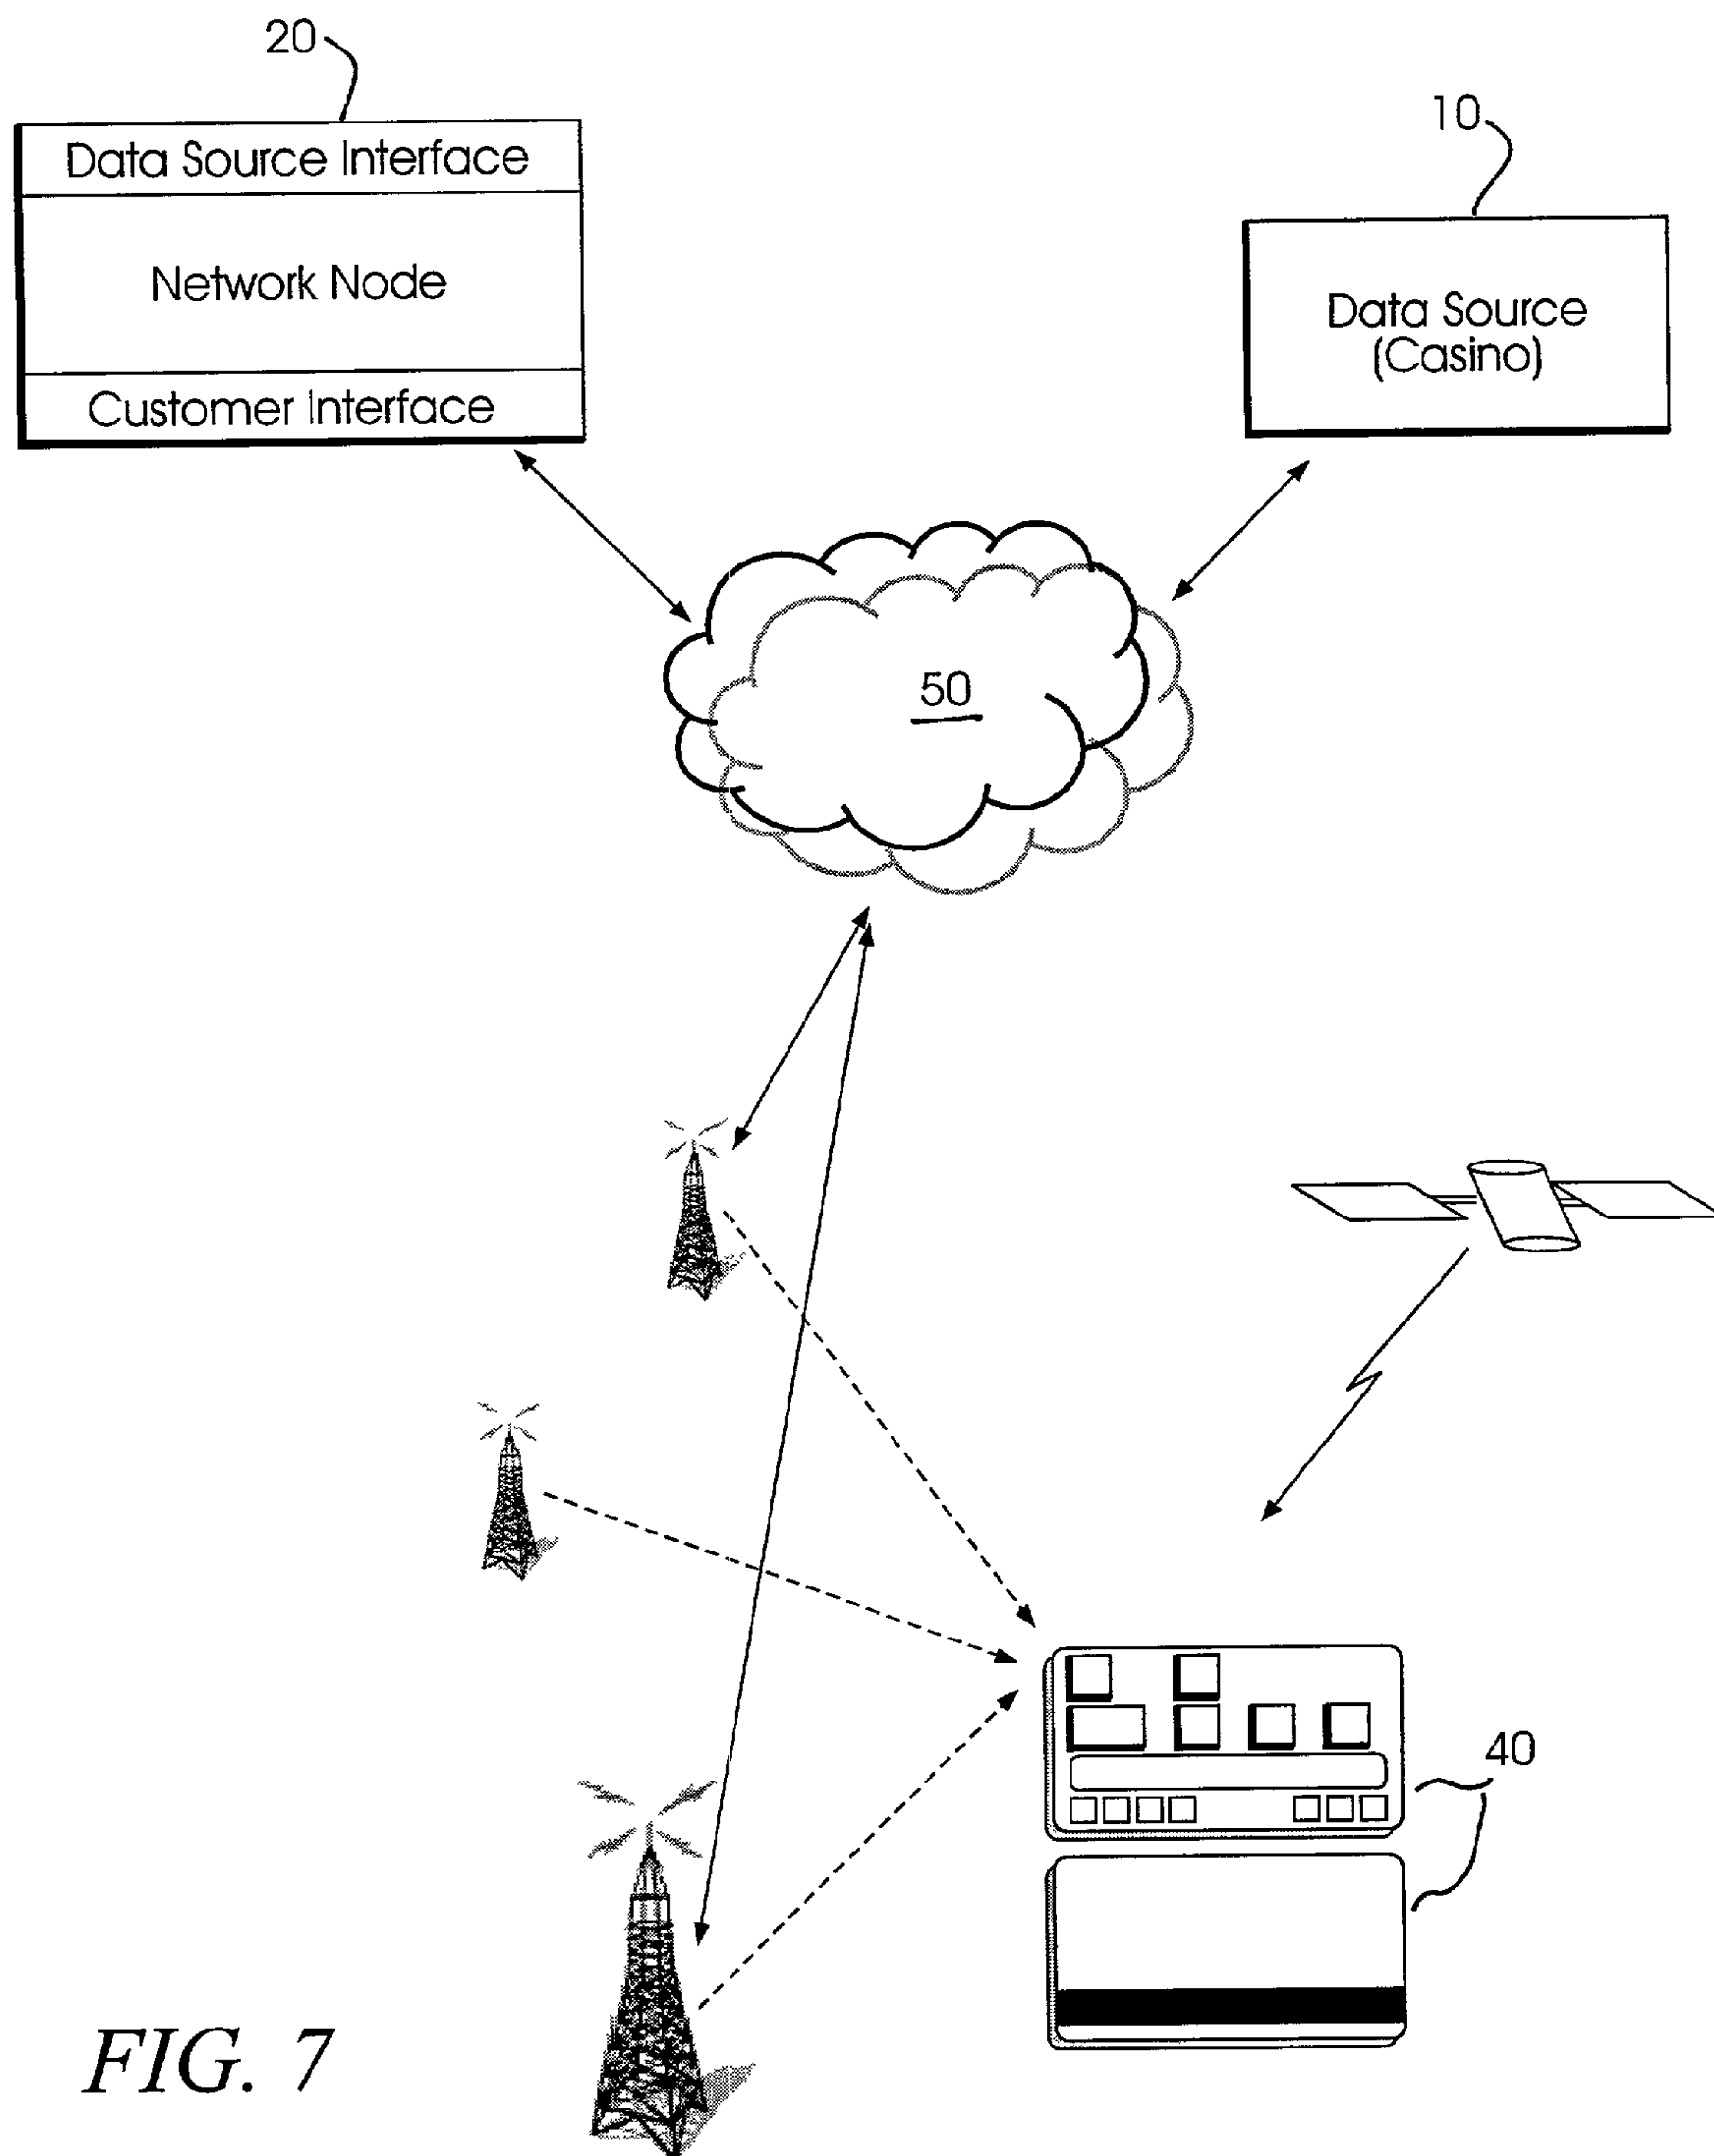 20
Data Source Interface
Network Node
Customer Interface
10
Data Source
(Casino)
50
40
FIG. 7